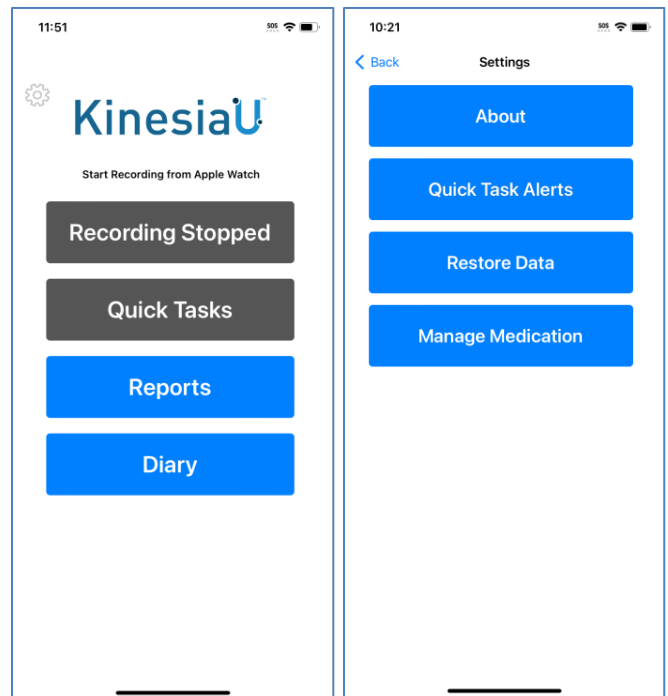 11:51 SOS
KinesiaU™
Start Recording from Apple Watch
Recording Stopped
Quick Tasks
Reports
Diary
10:21 SOS
Back Settings
About
Quick Task Alerts
Restore Data
Manage Medication